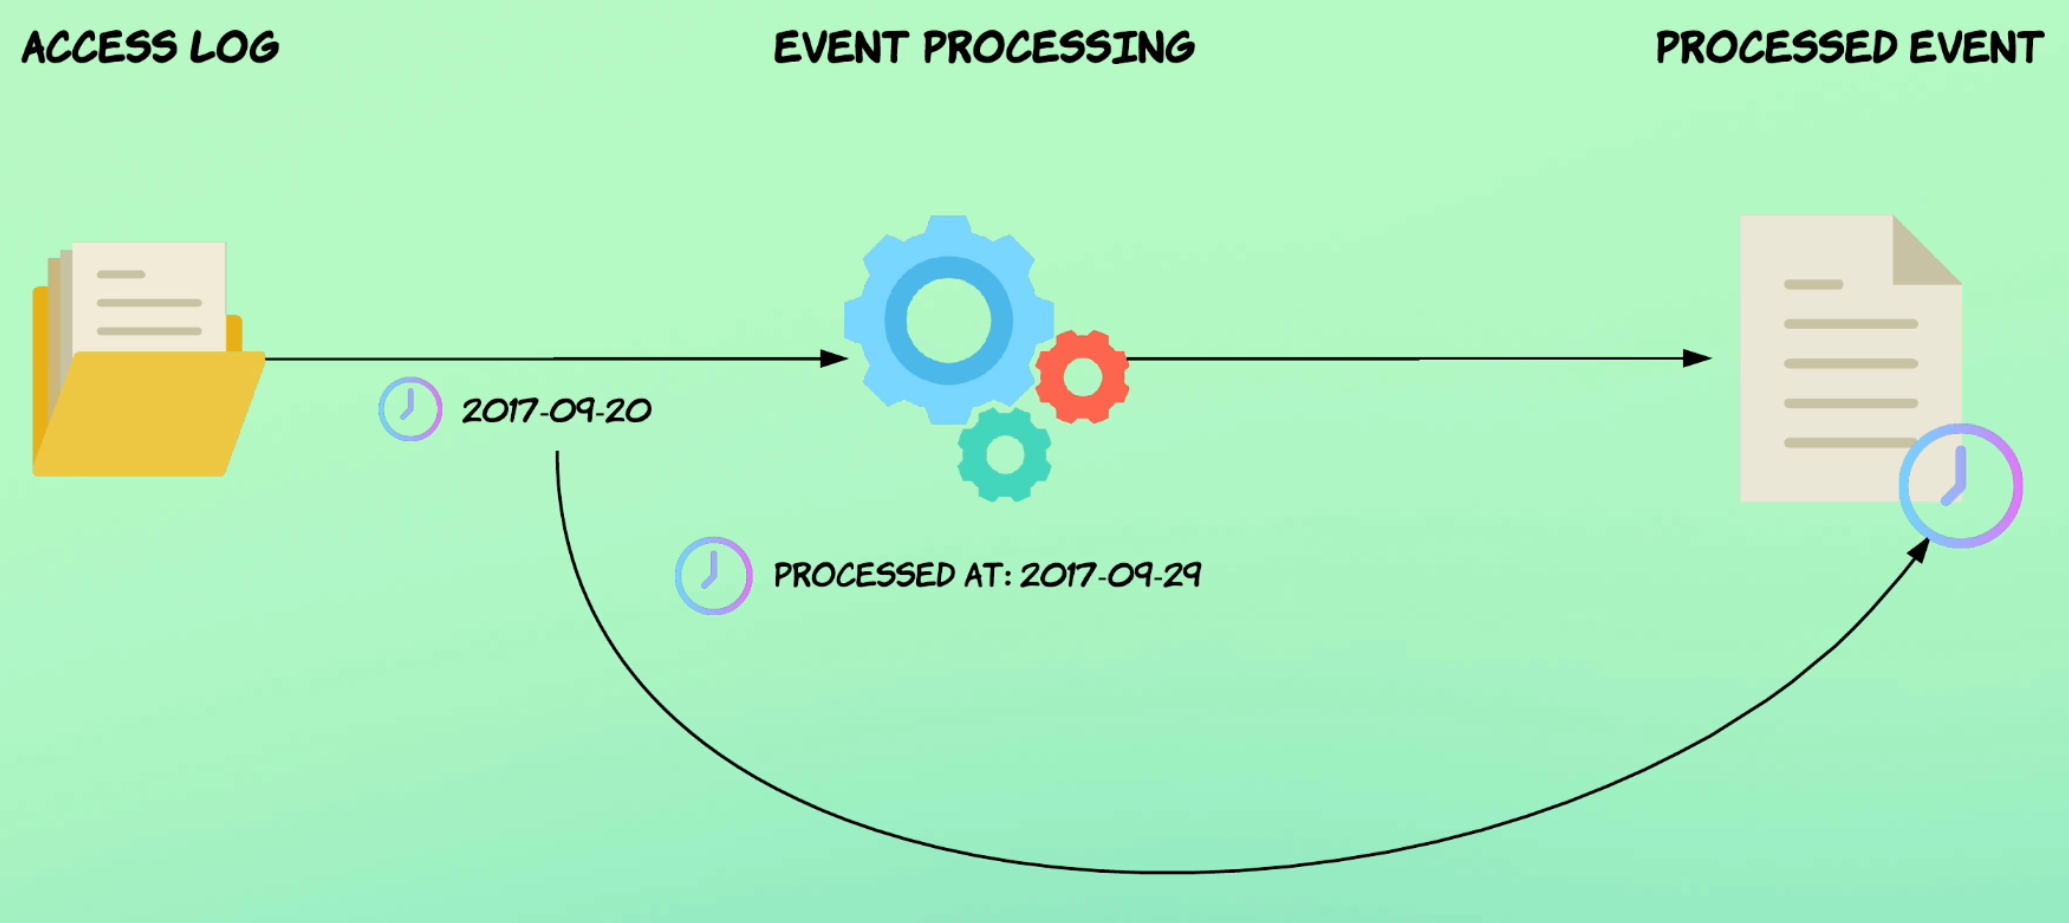 ACCESS LOG
EVENT PROCESSING
PROCESSED EVENT
2017-09-20
PROCESSED AT: 2017-09-29